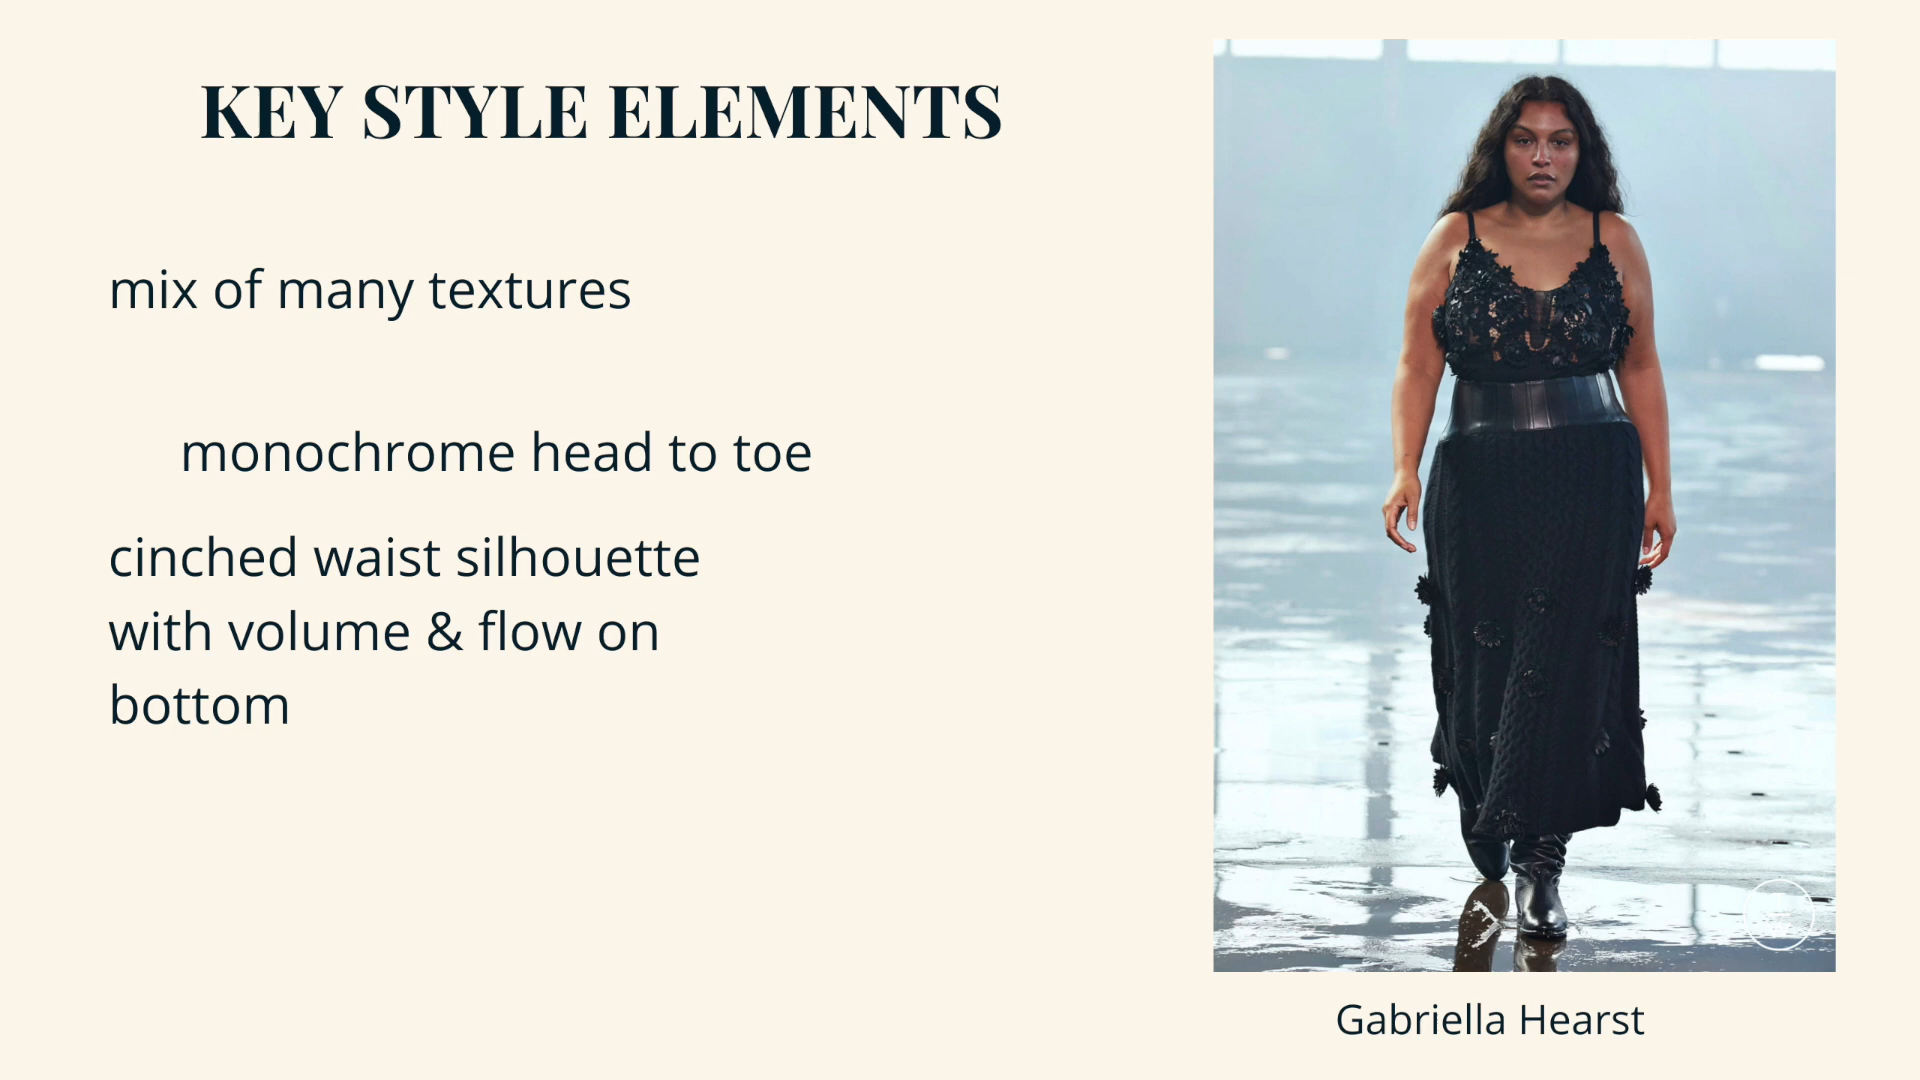 KEY STYLE ELEMENTS
mix of many textures
monochrome head to toe
cinched waist silhouette
with volume & flow on
bottom
Gabriella Hearst